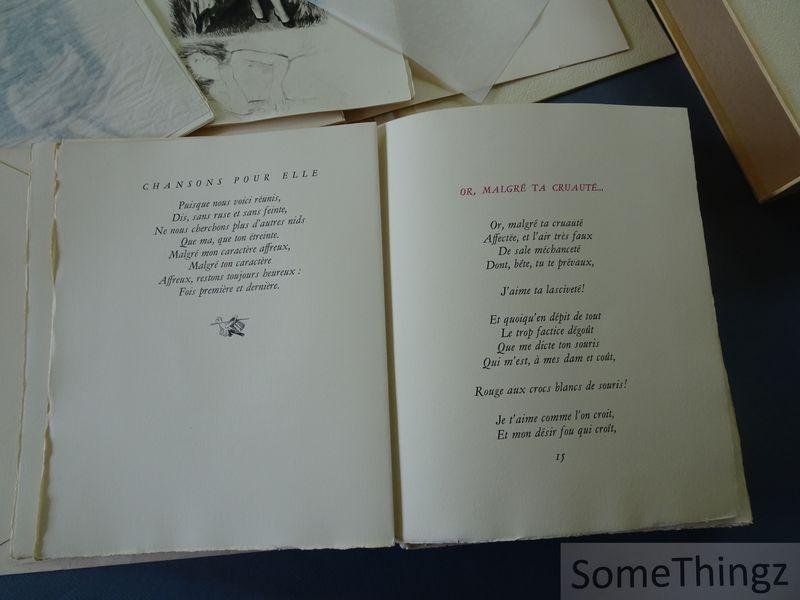 CHANSONS POUR ELLE
Puisque nous voici réunis,
Dis, sans ruse et sans feinte,
Ne nous cherchons plus d'autres nids
Que ma, que ton étreinte.
Malgré mon caractère affreux,
Malgré ton caractère
Affreux, restons toujours heureux :
Fois première et dernière.
OR, MALGRÉ TA CRUAUTÉ...
Or, malgré ta cruauté
Affectée, et l'air très faux
De sale méchanceté
Dont, bête, tu te prévaux,
J'aime ta lasciveté!
Et quoiqu'en dépit de tout
Le trop factice dégoût
Que me dicte ton souris
Qui m'est, à mes dam et coût,
Rouge aux crocs blancs de souris!
Je t'aime comme l'on croit,
Et mon désir fou qui croît,
15
SomeThingz